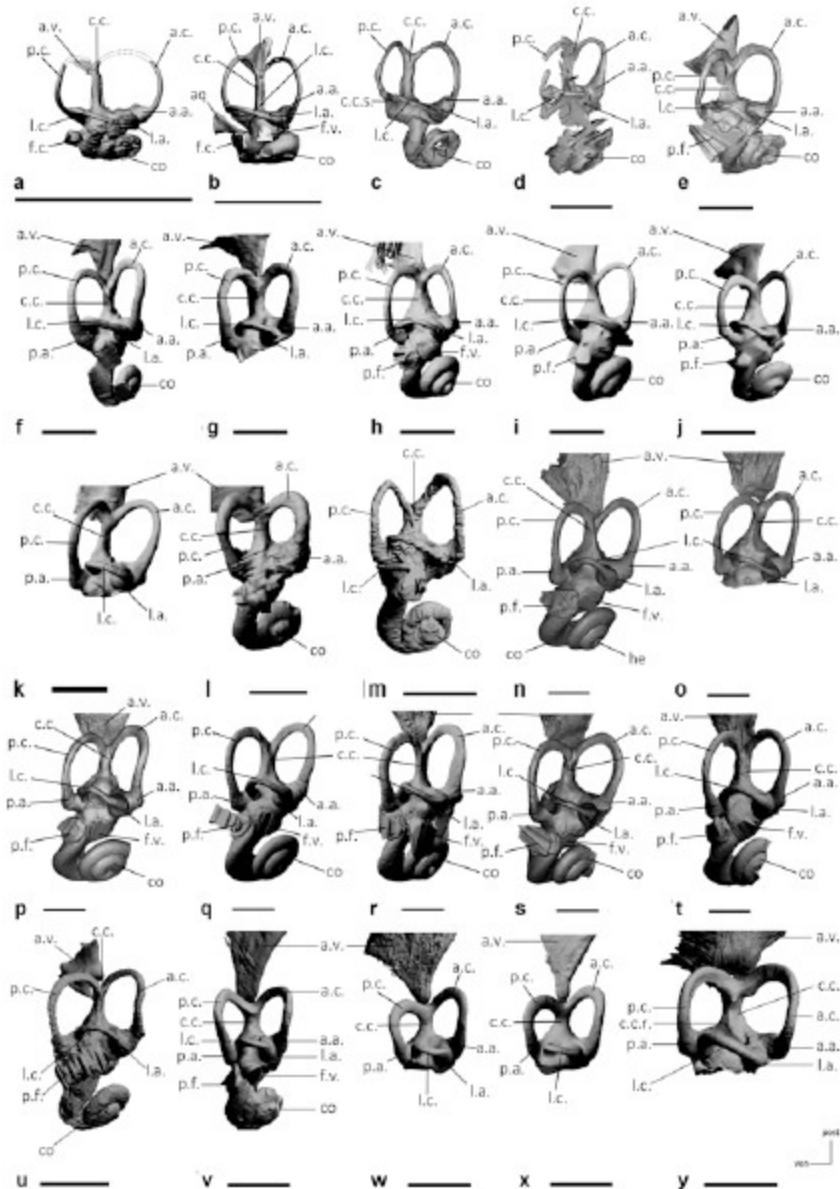 c.c. a.v. c.c.
a.v. a.c. p.c. a.c. p.c. c.c. a.c. p.c. a.c. a.v. a.c.
p.c. l.c. p.c.
c.c. a.a. c.c.
a.a. aq a.a. c.c.s. a.a. l.c. a.a.
l.c. l.a. l.a. l.a. l.a. l.a.
f.c. f.c. f.v. l.c. p.f.
co co co co co
a b c d e
a.v. a.c. a.v. a.c. a.v. a.c. a.v. a.c. a.v. a.c.
p.c. p.c. p.c. p.c. p.c.
c.c. c.c. c.c. c.c. c.c.
l.c. l.c. l.c. a.a. l.c. a.a. l.c. a.a.
p.a. l.a. p.a. l.a. p.a. l.a. p.a. p.a.
p.f. f.v. p.f. p.f.
co co co co
f g h i j
a.v. c.c. a.v.
c.c. a.c. a.c. p.c. a.c. c.c. a.c. p.c. a.c.
p.c. c.c. p.c. c.c.
p.c. l.c. l.c.
p.a. p.a. a.a. l.c. p.a. a.a. a.a.
l.c. l.a. l.a. l.a.
p.f. f.v.
co co co he
k l m n o
a.v. a.v.
c.c. a.c. p.c. a.c. p.c. a.c. p.c.
p.c. c.c. c.c. l.c. c.c.
l.c. l.c. l.c. a.a.
p.a. a.a. p.a. a.a. p.a. a.a. p.a.
l.a. l.a. l.a. l.a. l.a.
p.f. f.v. p.f. f.v. p.f. f.v. p.f. f.v. p.f. f.v.
co co co co co
p q r s t
a.v. c.c. a.v. a.v. a.v.
p.c. a.c. p.c. a.c. p.c. a.c. p.c. a.c. c.c.
c.c. c.c. c.c. p.c. a.c.
l.c. a.a. c.c.r.
l.c. l.a. p.a. l.a. p.a. a.a. p.a. p.a. a.a.
p.f. p.f. f.v. l.c. l.a. l.c. l.c. l.a.
co co
post
ven
u v w x y